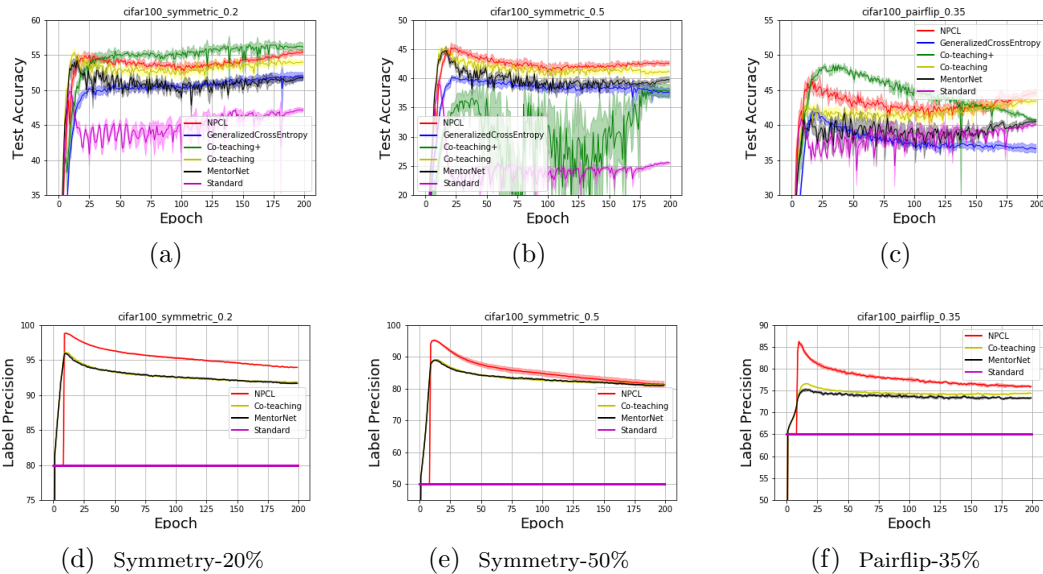 cifar100_symmetric_0.2
Test Accuracy
60
55
50
45
40
35
NPCL
GeneralizedCrossEntropy
Co-teaching+
Co-teaching
MentorNet
Standard
0 25 50 75 100 125 150 175 200
Epoch
(a)
cifar100_symmetric_0.5
Test Accuracy
50
45
40
35
30
25
20
NPCL
GeneralizedCrossEntropy
Co-teaching+
Co-teaching
MentorNet
Standard
0 25 50 75 100 125 150 175 200
Epoch
(b)
cifar100_pairflip_0.35
Test Accuracy
55
50
45
40
35
30
NPCL
GeneralizedCrossEntropy
Co-teaching+
Co-teaching
MentorNet
Standard
0 25 50 75 100 125 150 175 200
Epoch
(c)
cifar100_symmetric_0.2
Label Precision
100
95
90
85
80
75
NPCL
Co-teaching
MentorNet
Standard
0 25 50 75 100 125 150 175 200
Epoch
(d) Symmetry-20%
cifar100_symmetric_0.5
Label Precision
100
90
80
70
60
50
NPCL
Co-teaching
MentorNet
Standard
0 25 50 75 100 125 150 175 200
Epoch
(e) Symmetry-50%
cifar100_pairflip_0.35
Label Precision
90
85
80
75
70
65
60
55
50
NPCL
Co-teaching
MentorNet
Standard
0 25 50 75 100 125 150 175 200
Epoch
(f) Pairflip-35%